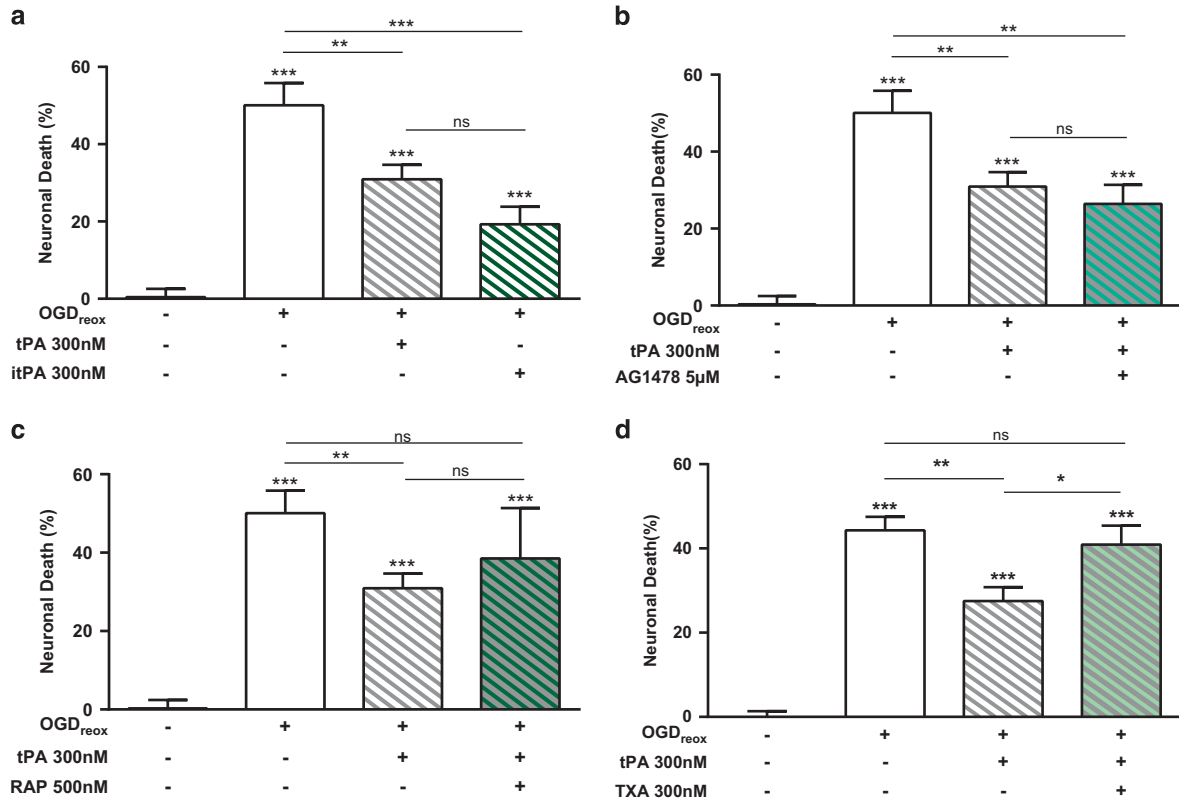 a
***
**
ns
***
***
***
60
40
20
0
Neuronal Death (%)
OGDreox - + + +
tPA 300nM - - + -
itPA 300nM - - - +
b
**
**
ns
***
***
***
60
40
20
0
Neuronal Death(%)
OGDreox - + + +
tPA 300nM - - + +
AG1478 5µM - - - +
c
ns
**
ns
***
***
***
60
40
20
0
Neuronal Death (%)
OGDreox - + + +
tPA 300nM - - + +
RAP 500nM - - - +
d
ns
**
*
***
***
***
60
40
20
0
Neuronal Death(%)
OGDreox - + + +
tPA 300nM - - + +
TXA 300nM - - - +